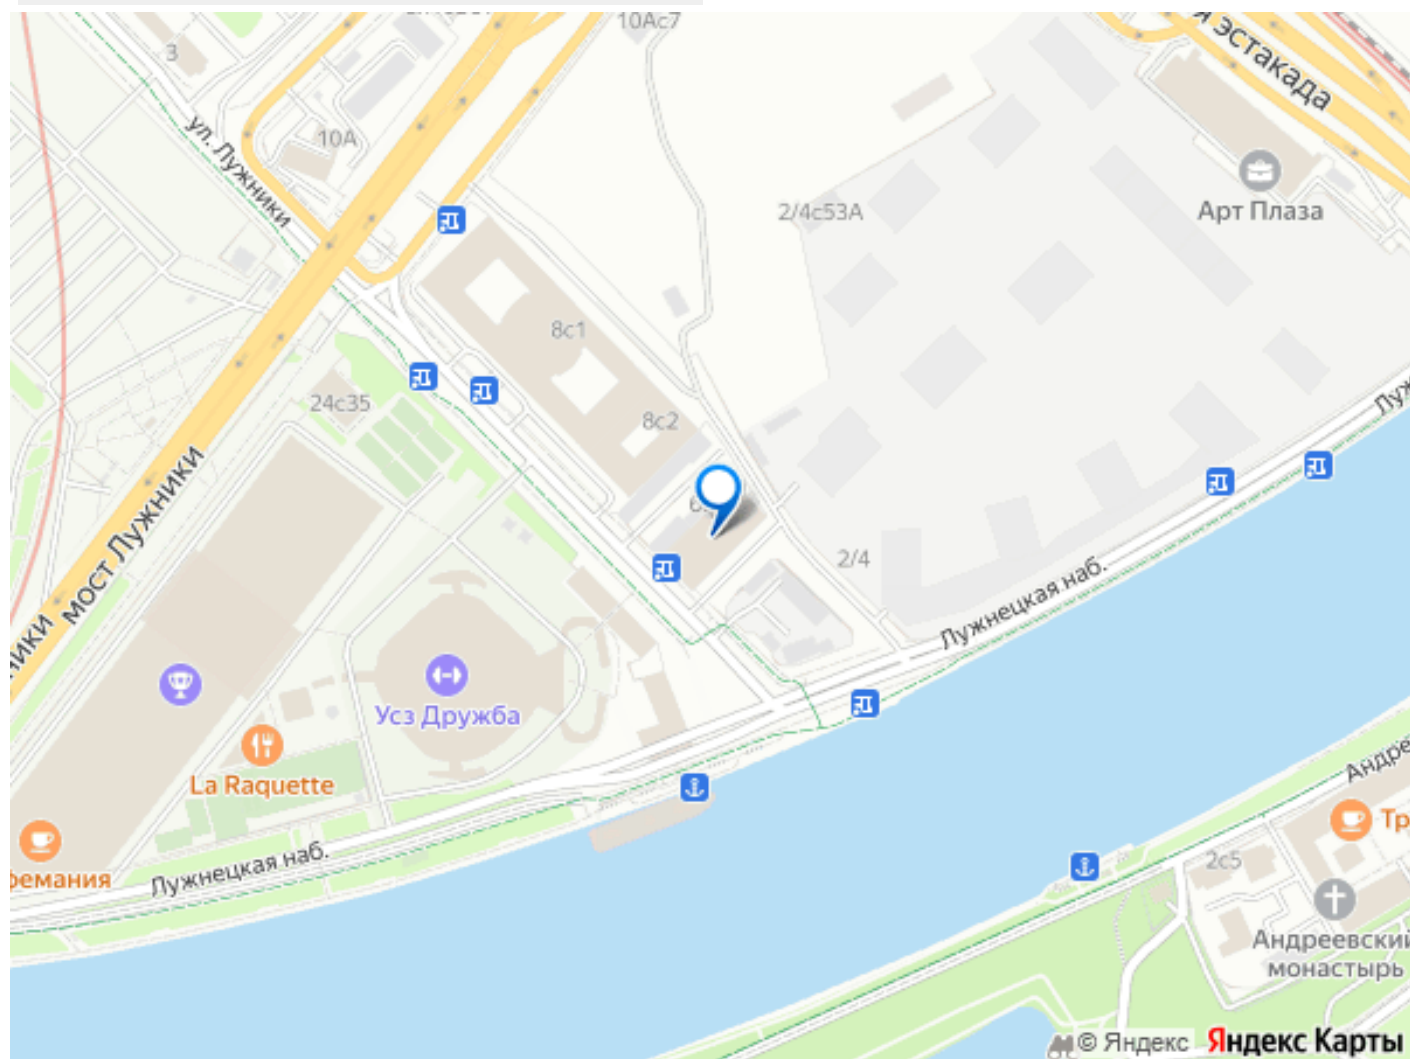 10Ас7
я эстакада
3
ул. Лужники
10А
2/4с53А
Арт Плаза
8с1
24с35
8с2
мост Лужники
2/4
Лужнецкая наб.
Усз Дружба
La Raquette
Лужнецкая наб.
2с5
Андреевский
монастырь
© Яндекс Яндекс Карты